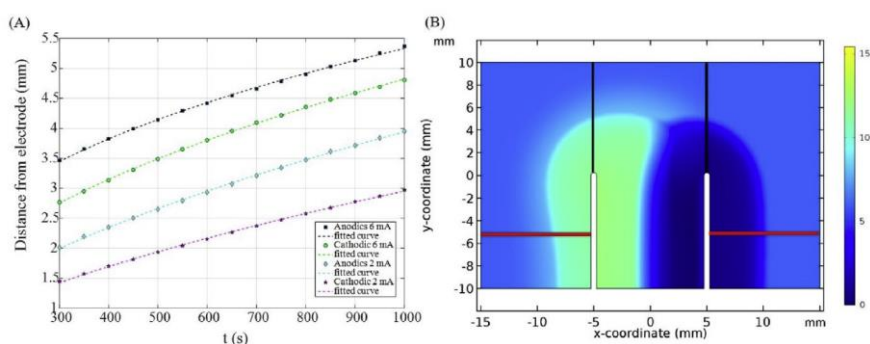 (A)
Distance from electrode (mm)
5.5
5
4.5
4
3.5
3
2.5
2
1.5
1
300 400 500 600 700 800 900 1000
t (s)
Anodics 6 mA
fitted curve
Cathodic 6 mA
fitted curve
Anodics 2 mA
fitted curve
Cathodic 2 mA
fitted curve
(B)
mm
y-coordinate (mm)
10
8
6
4
2
0
-2
-4
-6
-8
-10
-15 -10 -5 0 5 10 mm
x-coordinate (mm)
15
10
5
0